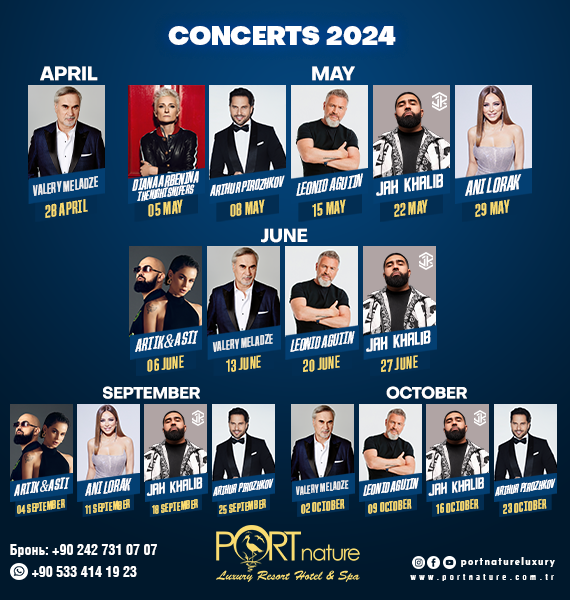 CONCERTS 2024
APRIL
MAY
VALERY MELADZE
28 APRIL
DIANA ARBENINA
THE NIGHT SNIPERS
05 MAY
ARTHUR PIROZHKOV
08 MAY
LEONID AGUTIN
15 MAY
JAH KHALIB
22 MAY
ANI LORAK
29 MAY
JUNE
ARTIK&ASTI
06 JUNE
VALERY MELADZE
13 JUNE
LEONID AGUTIN
20 JUNE
JAH KHALIB
27 JUNE
SEPTEMBER
OCTOBER
ARTIK&ASTI
04 SEPTEMBER
ANI LORAK
11 SEPTEMBER
JAH KHALIB
18 SEPTEMBER
ARTHUR PIROZHKOV
25 SEPTEMBER
VALERY MELADZE
02 OCTOBER
LEONID AGUTIN
09 OCTOBER
JAH KHALIB
16 OCTOBER
ARTHUR PIROZHKOV
23 OCTOBER
Бронь: +90 242 731 07 07
+90 533 414 19 23
PORT nature
Luxury Resort Hotel & Spa
portnatureluxury
www.portnature.com.tr